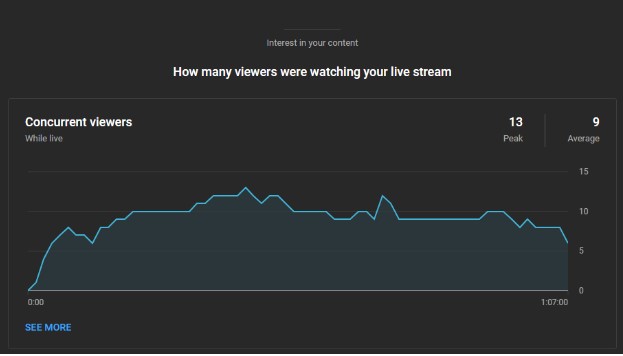 Interest in your content
How many viewers were watching your live stream
Concurrent viewers
While live
13
Peak
9
Average
15
10
5
0
0:00
1:07:00
SEE MORE